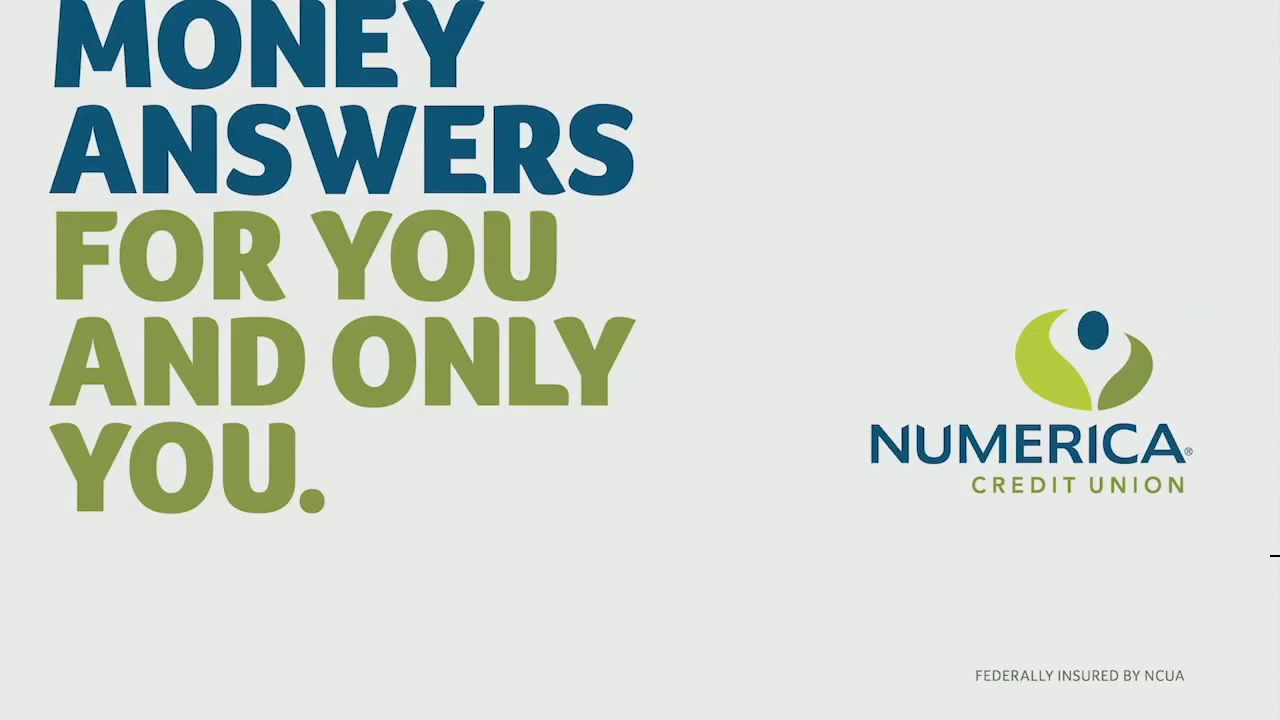 MONEY
ANSWERS
FOR YOU
AND ONLY
YOU.
NUMERICA®
CREDIT UNION
FEDERALLY INSURED BY NCUA